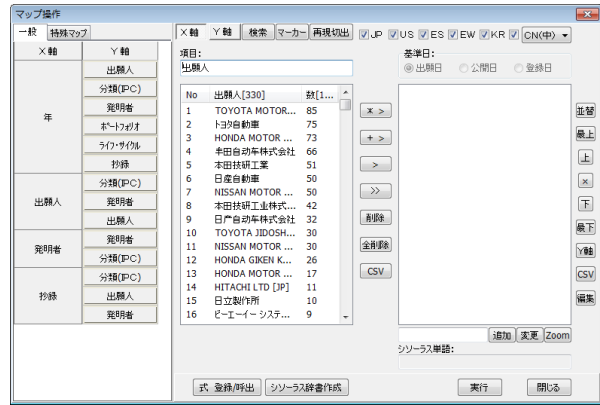 マップ操作
一般 特殊マップ
X軸 Y軸
年
出願人
分類(IPC)
発明者
ポートフォリオ
ライフ・サイクル
抄録
出願人
分類(IPC)
発明者
出願人
発明者
発明者
分類(IPC)
抄録
分類(IPC)
出願人
発明者
X軸 Y軸 検索 マーカー 再現切出 JP US ES EW KR CN(中)
項目:
出願人
基準日:
出願日 公開日 登録日
No 出願人[330] 数[1...
1 TOYOTA MOTOR... 85
2 トヨタ自動車 75
3 HONDA MOTOR ... 73
4 丰田自动车株式会社 66
5 本田技研工業 51
6 日産自動車 50
7 NISSAN MOTOR ... 50
8 本田技研工业株式... 42
9 日产自动车株式会社 32
10 TOYOTA JIDOSH... 30
11 NISSAN MOTOR ... 30
12 HONDA GIKEN K... 26
13 HONDA MOTOR ... 17
14 HITACHI LTD [JP] 11
15 日立製作所 10
16 ピーエーイー システ... 9
× >
+ >
>
>>
削除
全削除
CSV
並替
最上
上
×
下
最下
Y軸
CSV
編集
追加 変更 Zoom
シソーラス単語:
式 登録/呼出 シソーラス辞書作成 実行 閉じる